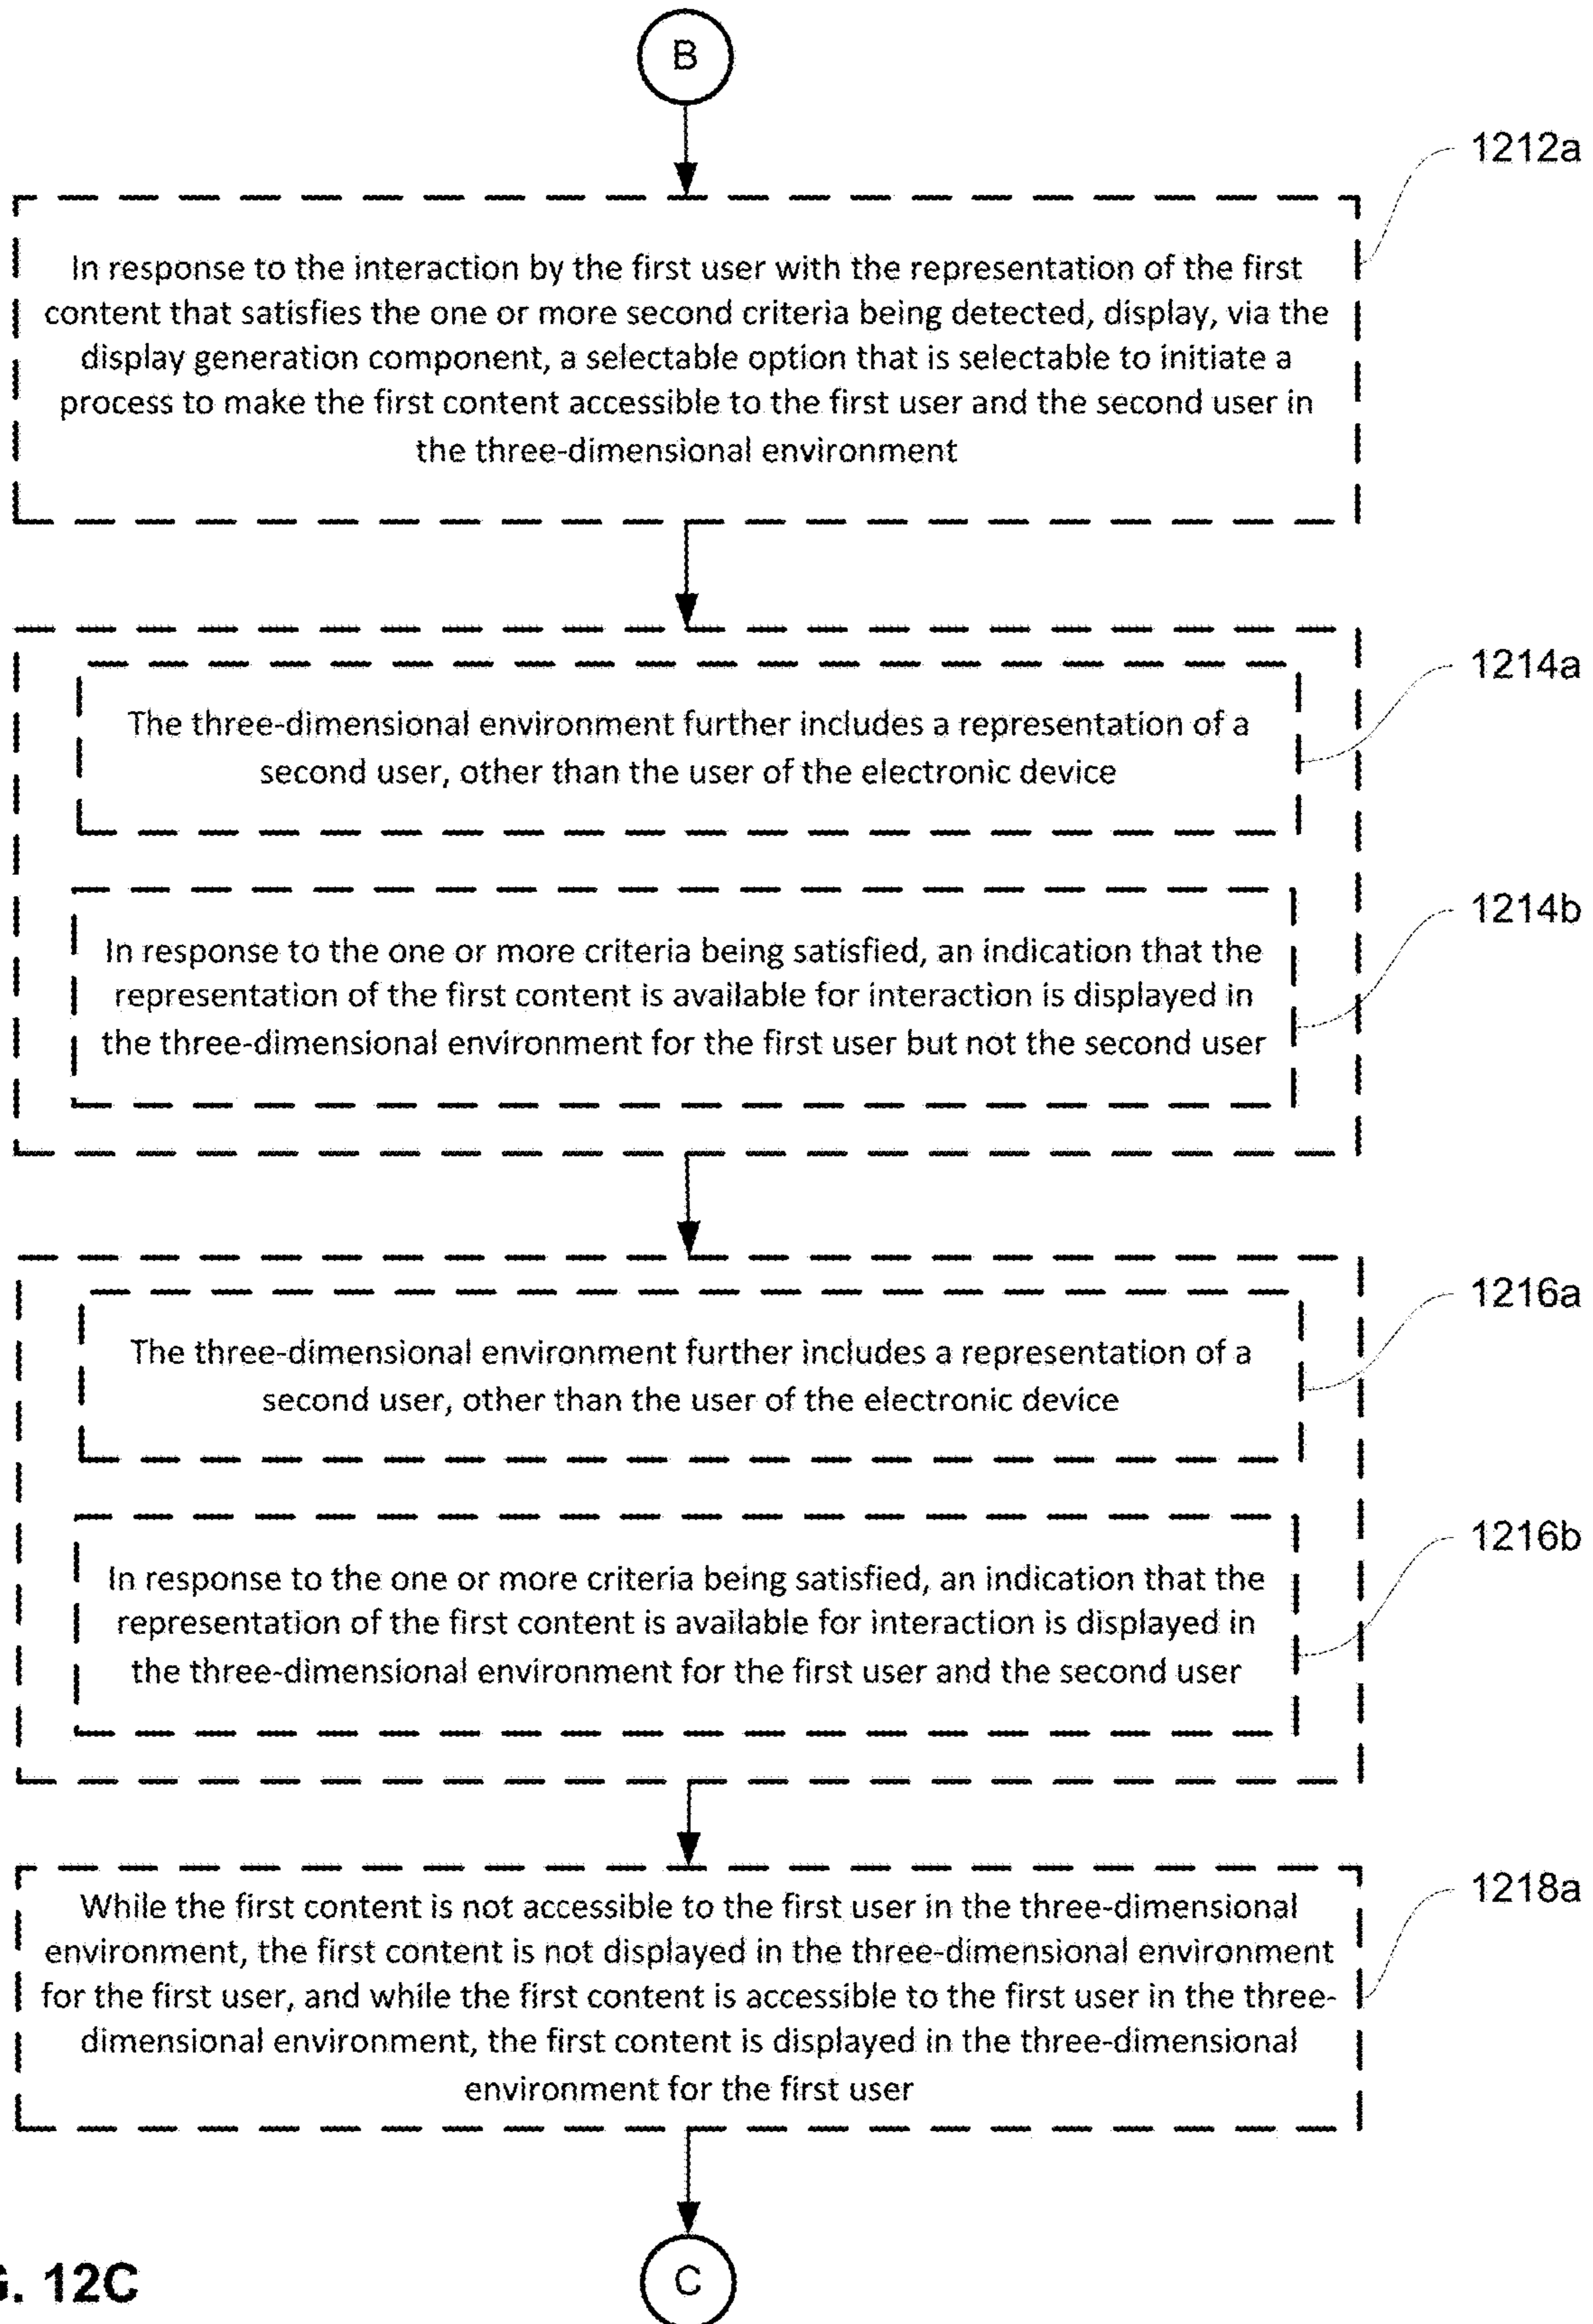 B
1212a
In response to the interaction by the first user with the representation of the first
content that satisfies the one or more second criteria being detected, display, via the
display generation component, a selectable option that is selectable to initiate a
process to make the first content accessible to the first user and the second user in
the three-dimensional environment
1214a
The three-dimensional environment further includes a representation of a
second user, other than the user of the electronic device
1214b
In response to the one or more criteria being satisfied, an indication that the
representation of the first content is available for interaction is displayed in
the three-dimensional environment for the first user but not the second user
1216a
The three-dimensional environment further includes a representation of a
second user, other than the user of the electronic device
1216b
In response to the one or more criteria being satisfied, an indication that the
representation of the first content is available for interaction is displayed in
the three-dimensional environment for the first user and the second user
1218a
While the first content is not accessible to the first user in the three-dimensional
environment, the first content is not displayed in the three-dimensional environment
for the first user, and while the first content is accessible to the first user in the three-
dimensional environment, the first content is displayed in the three-dimensional
environment for the first user
C
G. 12C